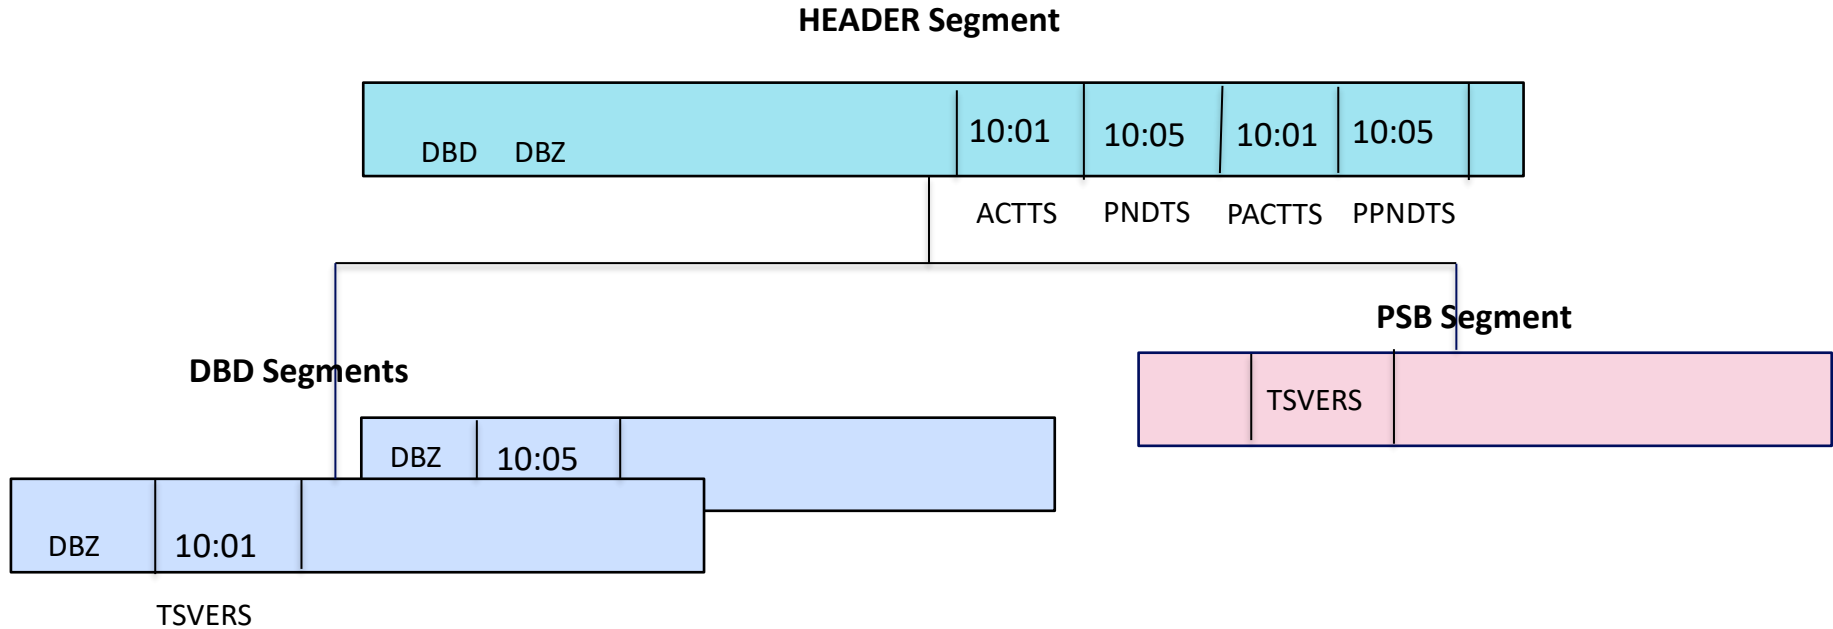 HEADER Segment
DBD DBZ 10:01 10:05 10:01 10:05
ACTTS PNDTS PACTTS PPNDTS
PSB Segment
DBD Segments
TSVERS
DBZ 10:05
DBZ 10:01
TSVERS